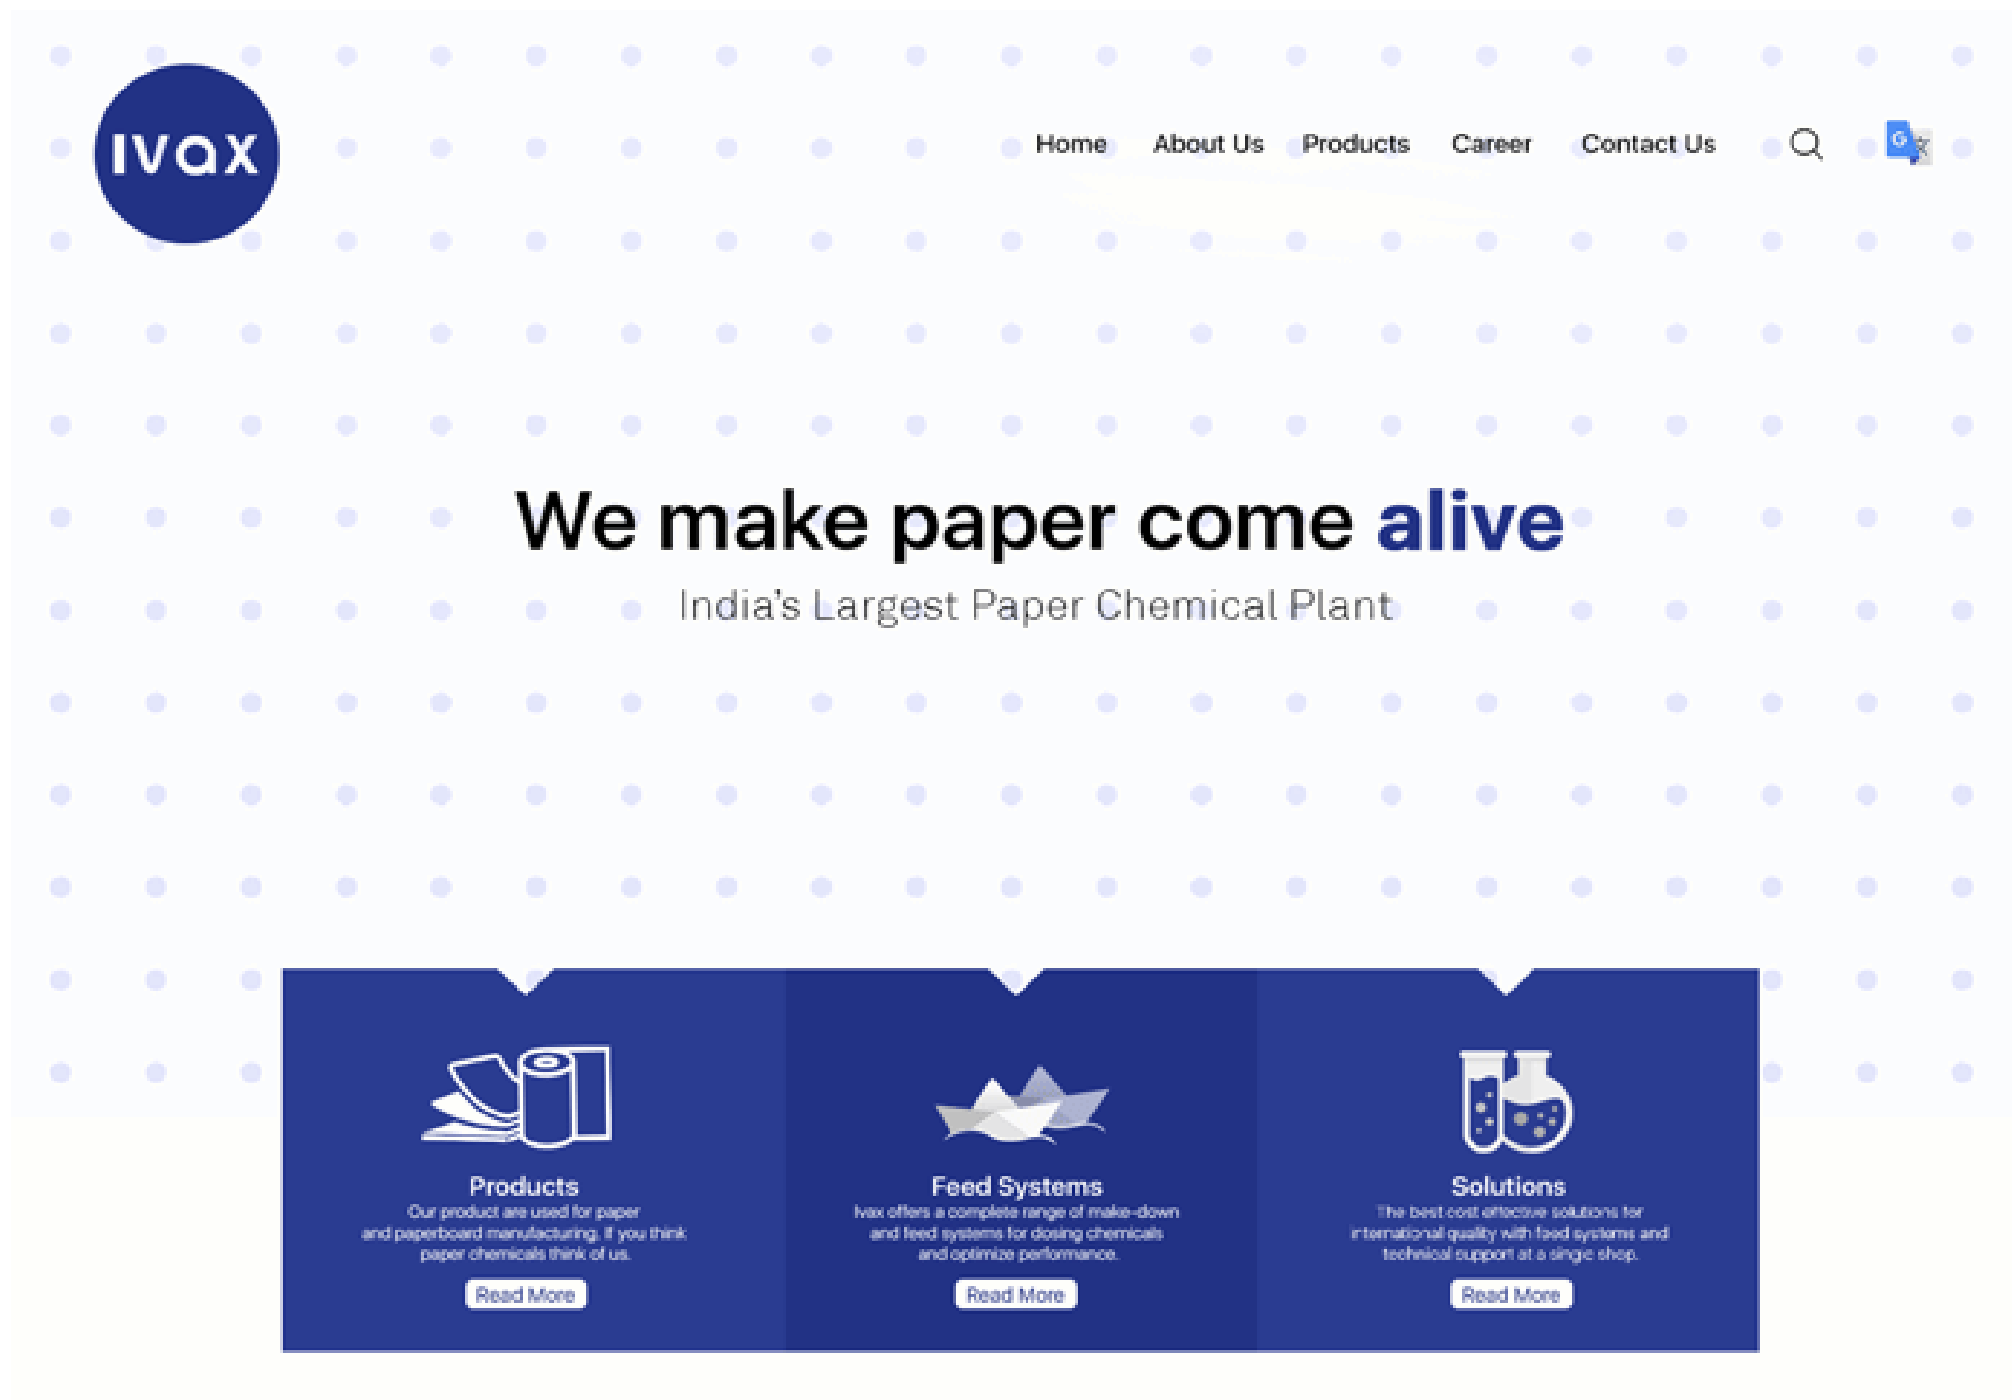 Ivax
Home About Us Products Career Contact Us
G 文
We make paper come alive
India's Largest Paper Chemical Plant
Products
Our product are used for paper
and paperboard manufacturing. If you think
paper chemicals think of us.
Read More
Feed Systems
Ivax offers a complete range of make-down
and feed systems for dosing chemicals
and optimize performance.
Read More
Solutions
The best cost effective solutions for
international quality with feed systems and
technical support at a single shop.
Read More